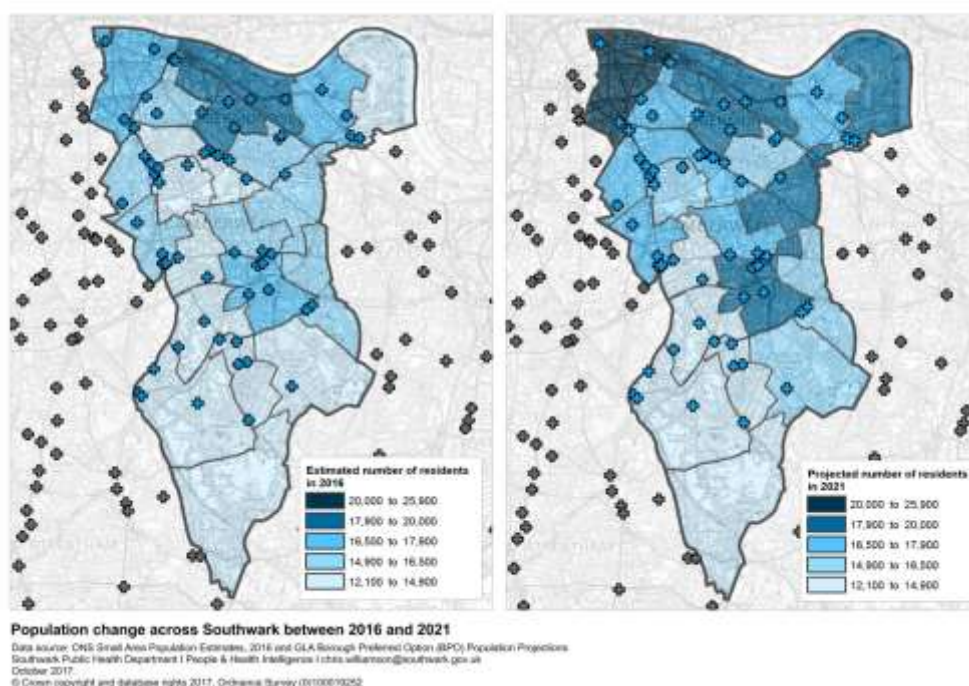 Estimated number of residents
in 2016
20,000 to 25,900
17,900 to 20,000
16,500 to 17,900
14,900 to 16,500
12,100 to 14,900
Projected number of residents
in 2021
20,000 to 25,900
17,900 to 20,000
16,500 to 17,900
14,900 to 16,500
12,100 to 14,900
Population change across Southwark between 2016 and 2021
Data source: ONS Small Area Population Estimates, 2016 and GLA Borough Preferred Option (BPO) Population Projections
Southwark Public Health Department | People & Health Intelligence | chris.williamson@southwark.gov.uk
October 2017.
© Crown copyright and database rights 2017, Ordnance Survey (0)100019252